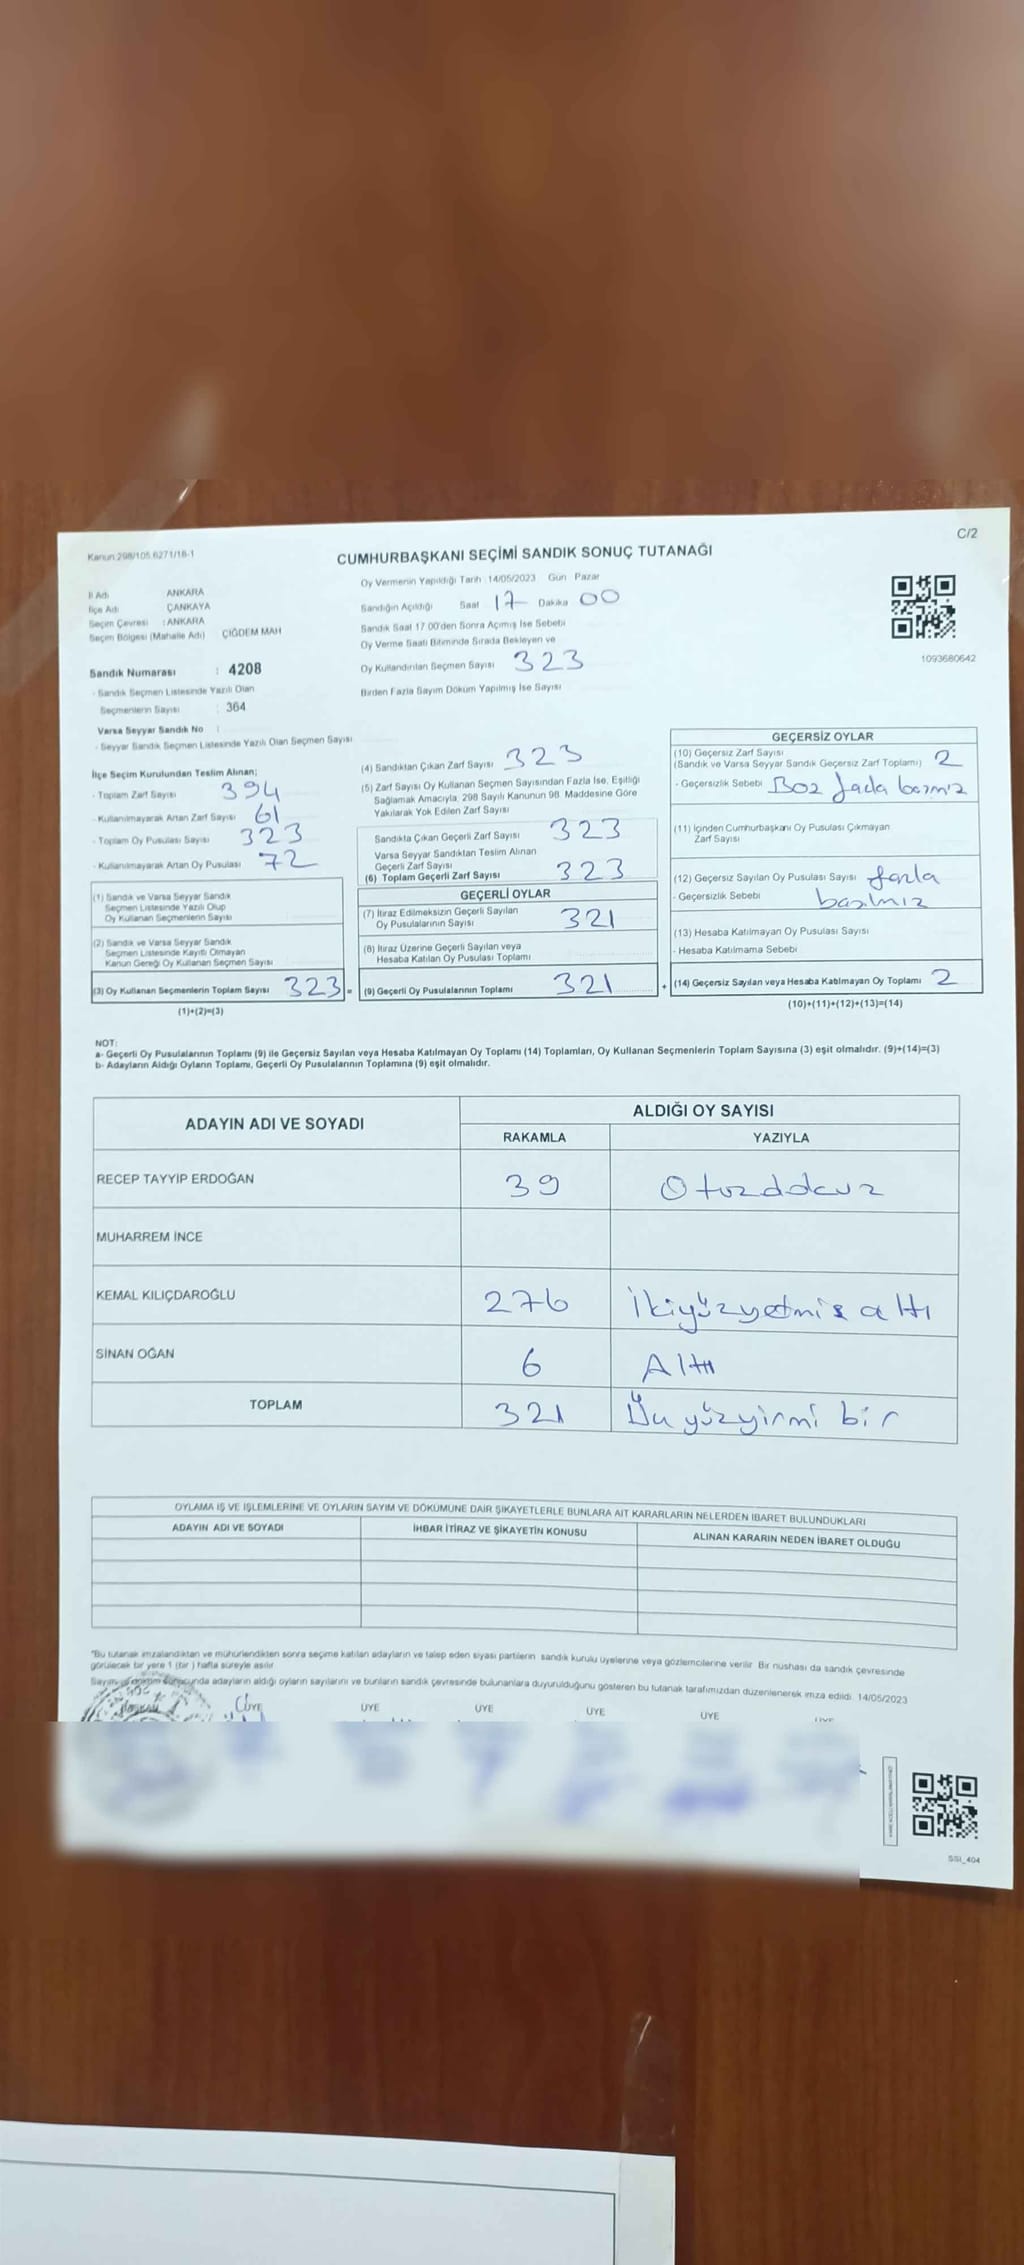 Kanun:298/105.6271/18-1
C/2
CUMHURBAŞKANI SEÇİMİ SANDIK SONUÇ TUTANAĞI
İl Adı ANKARA
İlçe Adı ÇANKAYA
Seçim Çevresi : ANKARA
Seçim Bölgesi (Mahalle Adı) ÇİĞDEM MAH
Sandık Numarası : 4208
- Sandık Seçmen Listesinde Yazılı Olan
Seçmenlerin Sayısı : 364
Varsa Seyyar Sandık No :
- Seyyar Sandık Seçmen Listesinde Yazılı Olan Seçmen Sayısı
Oy Vermenin Yapıldığı Tarih 14/05/2023 Gün Pazar
Sandığın Açıldığı Saat 17 Dakika 00
Sandık Saat 17.00'den Sonra Açımış İse Sebebi
Oy Verme Saati Bitiminde Sırada Bekleyen ve
Oy Kullandırılan Seçmen Sayısı 323
Birden Fazla Sayım Döküm Yapılmış İse Sayısı
1093680642
İlçe Seçim Kurulundan Teslim Alınan;
- Toplam Zarf Sayısı 394
- Kullanılmayarak Artan Zarf Sayısı 61
- Toplam Oy Pusulası Sayısı 323
- Kullanılmayarak Artan Oy Pusulası 72
(1) Sandık ve Varsa Seyyar Sandık
Seçmen Listesinde Yazılı Olup
Oy Kullanan Seçmenlerin Sayısı
(2) Sandık ve Varsa Seyyar Sandık
Seçmen Listesinde Kayıtlı Olmayan
Kanun Gereği Oy Kullanan Seçmen Sayısı
(3) Oy Kullanan Seçmenlerin Toplam Sayısı 323 =
(1)+(2)=(3)
(4) Sandıktan Çıkan Zarf Sayısı 323
(5) Zarf Sayısı Oy Kullanan Seçmen Sayısından Fazla İse, Eşitliği
Sağlamak Amacıyla, 298 Sayılı Kanunun 98. Maddesine Göre
Yakılarak Yok Edilen Zarf Sayısı
Sandıkta Çıkan Geçerli Zarf Sayısı 323
Varsa Seyyar Sandıktan Teslim Alınan
Geçerli Zarf Sayısı
(6) Toplam Geçerli Zarf Sayısı 323
GEÇERLİ OYLAR
(7) İtiraz Edilmeksizin Geçerli Sayılan
Oy Pusulalarının Sayısı 321
(8) İtiraz Üzerine Geçerli Sayılan veya
Hesaba Katılan Oy Pusulası Toplamı
(9) Geçerli Oy Pusulalarının Toplamı 321 +
GEÇERSİZ OYLAR
(10) Geçersiz Zarf Sayısı
(Sandık ve Varsa Seyyar Sandık Geçersiz Zarf Toplamı) 2
- Geçersizlik Sebebi
(11) İçinden Cumhurbaşkanı Oy Pusulası Çıkmayan
Zarf Sayısı
(12) Geçersiz Sayılan Oy Pusulası Sayısı fazla
- Geçersizlik Sebebi basılmış
(13) Hesaba Katılmayan Oy Pusulası Sayısı
- Hesaba Katılmama Sebebi
(14) Geçersiz Sayılan veya Hesaba Katılmayan Oy Toplamı 2
(10)+(11)+(12)+(13)=(14)
NOT:
a- Geçerli Oy Pusulalarının Toplamı (9) ile Geçersiz Sayılan veya Hesaba Katılmayan Oy Toplamı (14) Toplamları, Oy Kullanan Seçmenlerin Toplam Sayısına (3) eşit olmalıdır. (9)+(14)=(3)
b- Adayların Aldığı Oyların Toplamı, Geçerli Oy Pusulalarının Toplamına (9) eşit olmalıdır.
ADAYIN ADI VE SOYADI ALDIĞI OY SAYISI
RAKAMLA YAZIYLA
RECEP TAYYİP ERDOĞAN 39 Otuzdokuz
MUHARREM İNCE
KEMAL KILIÇDAROĞLU 276 İkiyüzyetmiş altı
SİNAN OĞAN 6 Altı
TOPLAM 321 Üç yüzyirmi bir
OYLAMA İŞ VE İŞLEMLERİNE VE OYLARIN SAYIM VE DÖKÜMÜNE DAİR ŞİKAYETLERLE BUNLARA AİT KARARLARIN NELERDEN İBARET BULUNDUKLARI
ADAYIN ADI VE SOYADI İHBAR İTİRAZ VE ŞİKAYETİN KONUSU ALINAN KARARIN NEDEN İBARET OLDUĞU
*Bu tutanak imzalandıktan ve mühürlendikten sonra seçime katılan adayların ve talep eden siyasi partilerin sandık kurulu üyelerine veya gözlemcilerine verilir. Bir nüshası da sandık çevresinde
görülecek bir yere 1 (bir) hafta süreyle asılır.
Sayım ve döküm sonucunda adayların aldığı oyların sayılarını ve bunların sandık çevresinde bulunanlara duyurulduğunu gösteren bu tutanak tarafımızdan düzenlenerek imza edildi. 14/05/2023
ÜYE ÜYE ÜYE ÜYE ÜYE
SSI_404